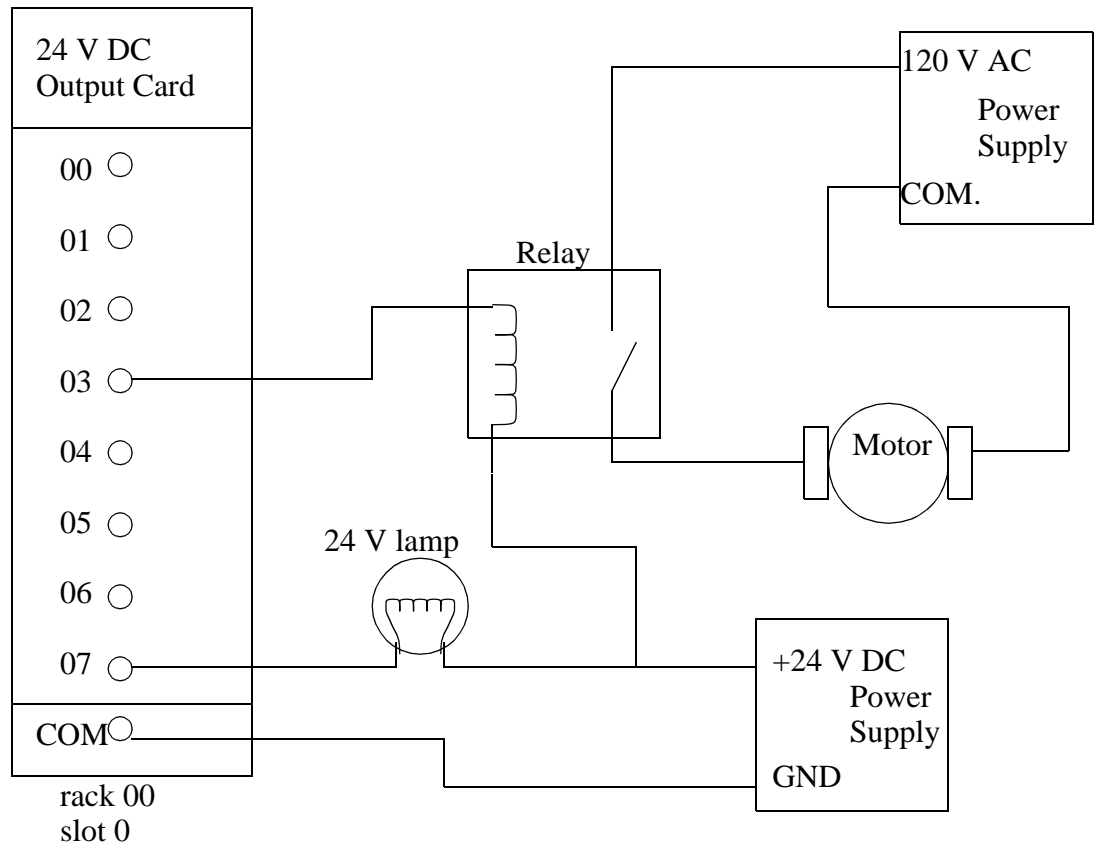 24 V DC
Output Card
00
01
02
03
04
05
06
07
COM
rack 00
slot 0
Relay
24 V lamp
120 V AC
Power
Supply
COM.
Motor
+24 V DC
Power
Supply
GND